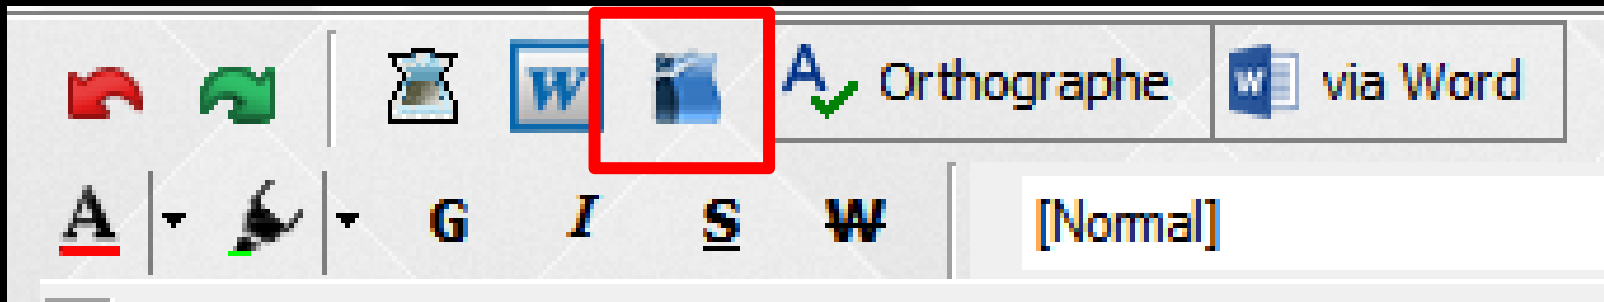 W A Orthographe W via Word
A G I S W [Normal]